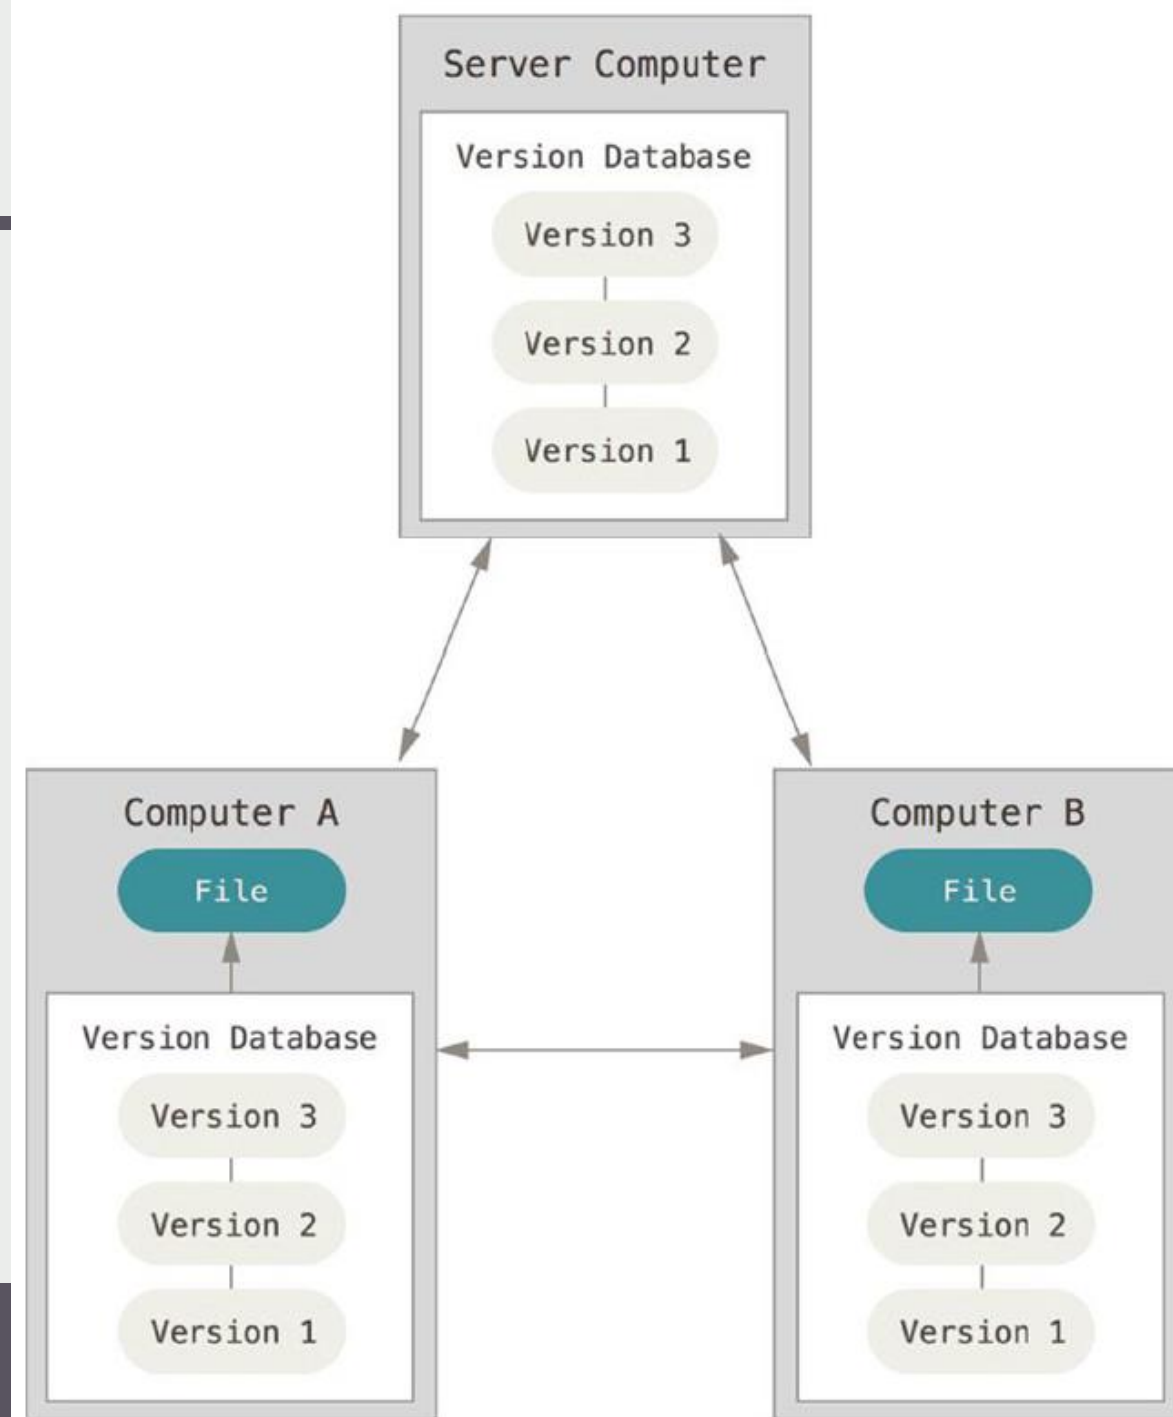 Server Computer
Version Database
Version 3
Version 2
Version 1
Computer A
File
Version Database
Version 3
Version 2
Version 1
Computer B
File
Version Database
Version 3
Version 2
Version 1